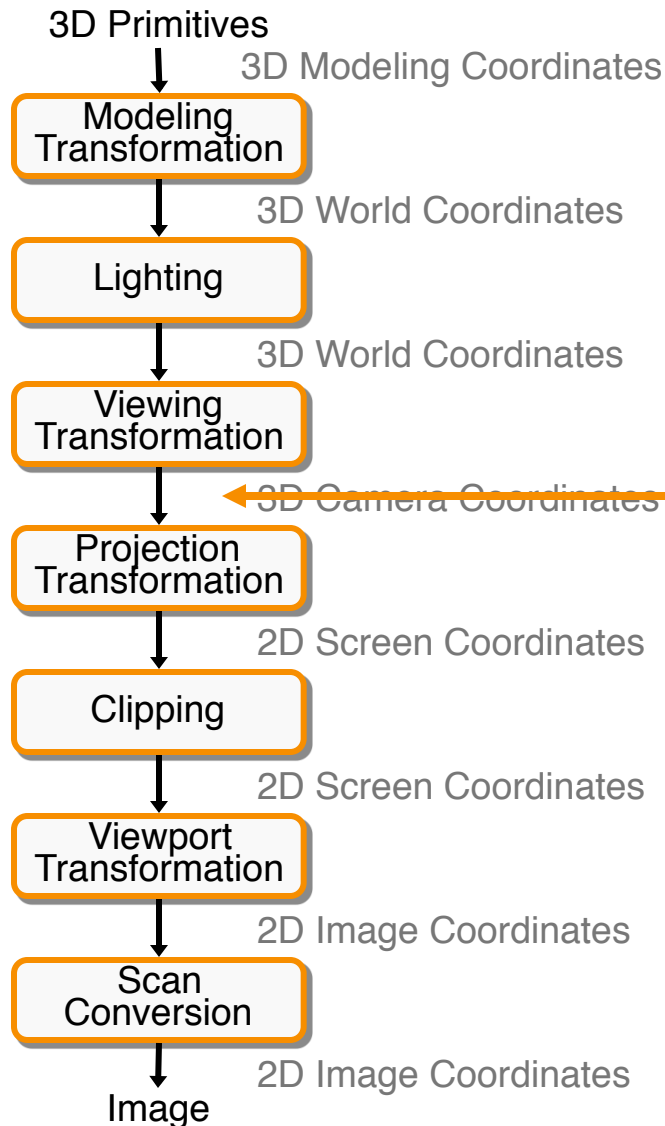 3D Primitives
3D Modeling Coordinates
Modeling
Transformation
3D World Coordinates
Lighting
3D World Coordinates
Viewing
Transformation
3D Camera Coordinates
Projection
Transformation
2D Screen Coordinates
Clipping
2D Screen Coordinates
Viewport
Transformation
2D Image Coordinates
Scan
Conversion
2D Image Coordinates
Image